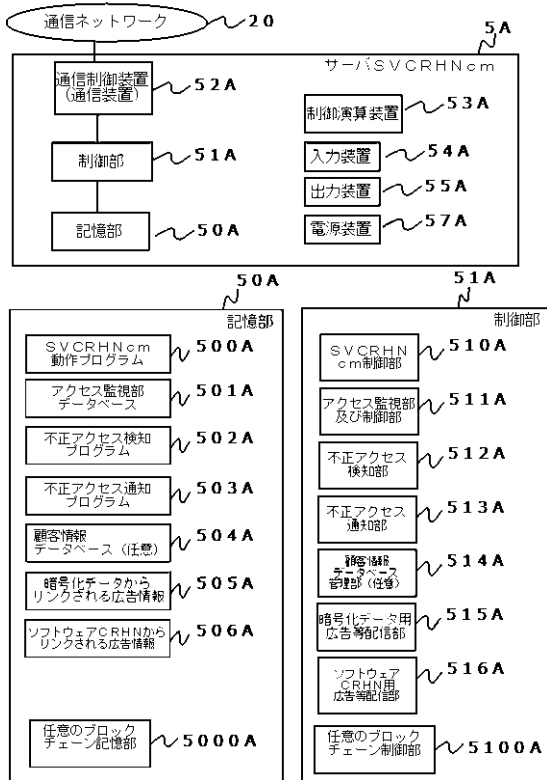 通信ネットワーク
20
5A
サーバSVCRHNcm
通信制御装置
(通信装置)
52A
制御部
51A
記憶部
50A
制御演算装置
53A
入力装置
54A
出力装置
55A
電源装置
57A
50A
記憶部
SVCRHNcm
動作プログラム
500A
アクセス監視部
データベース
501A
不正アクセス検知
プログラム
502A
不正アクセス通知
プログラム
503A
顧客情報
データベース(任意)
504A
暗号化データから
リンクされる広告情報
505A
ソフトウェアCRHNから
リンクされる広告情報
506A
任意のブロック
チェーン記憶部
5000A
51A
制御部
SVCRHN
cm制御部
510A
アクセス監視部
及び制御部
511A
不正アクセス
検知部
512A
不正アクセス
通知部
513A
顧客情報
データベース
管理部(任意)
514A
暗号化データ用
広告等配信部
515A
ソフトウェア
CRHN用
広告等配信部
516A
任意のブロック
チェーン制御部
5100A